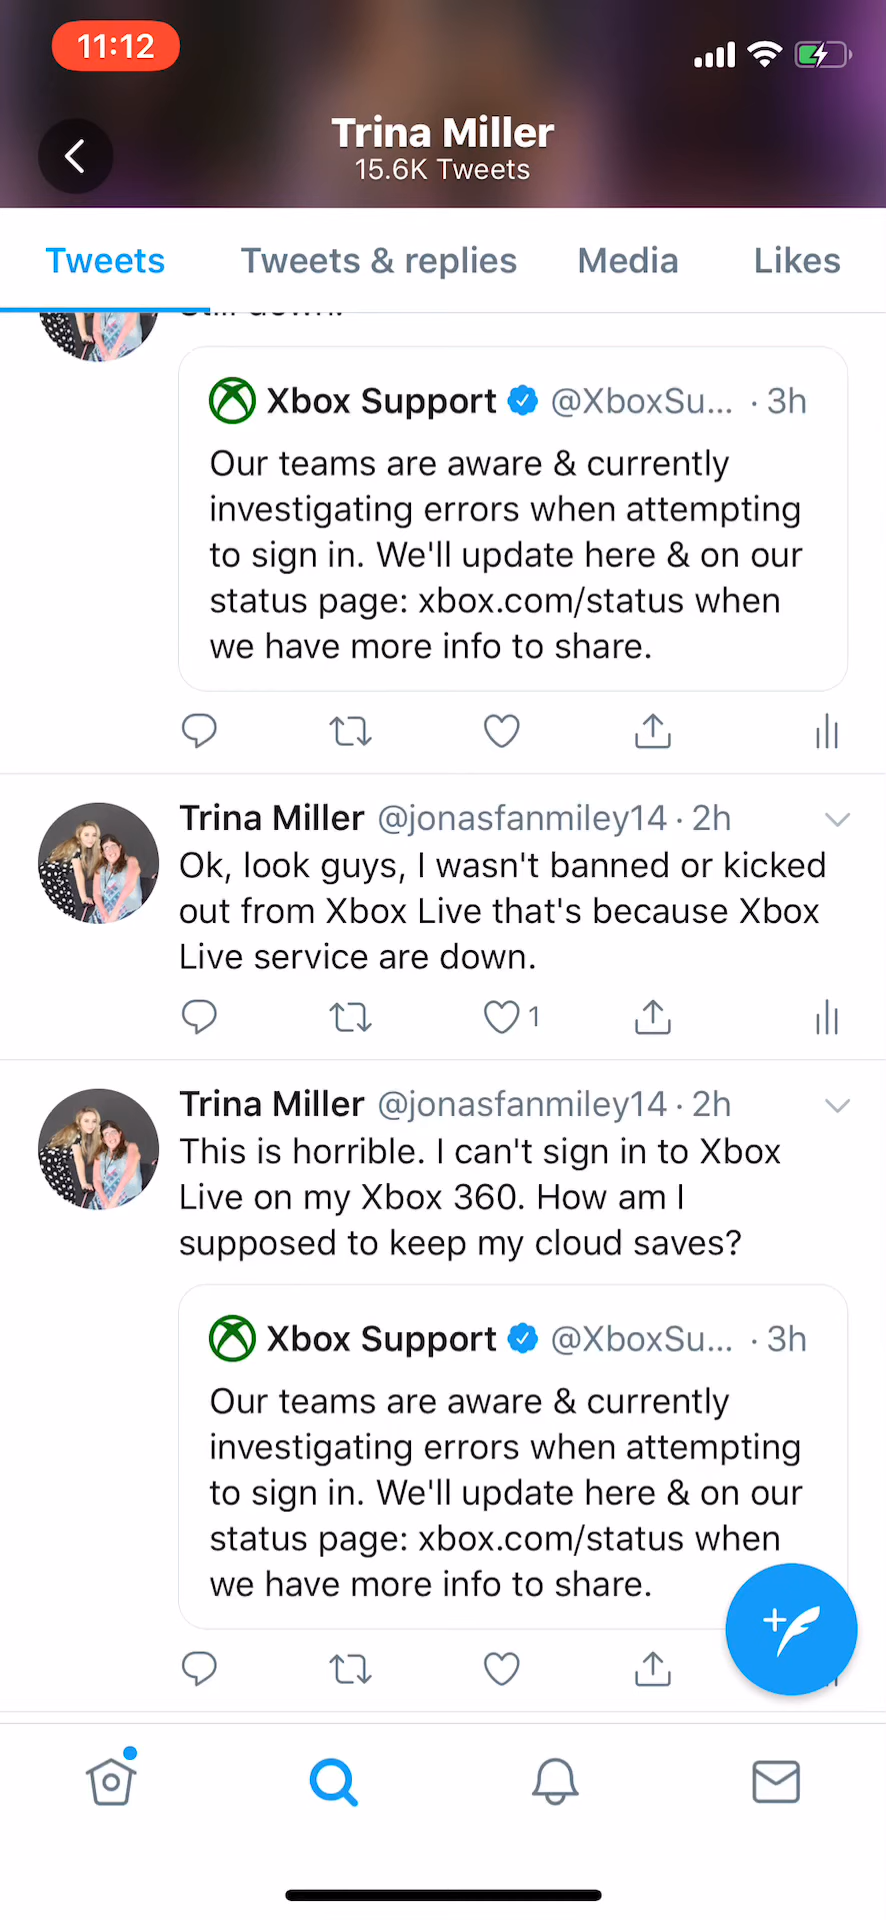 11:12
Trina Miller
15.6K Tweets
Tweets Tweets & replies Media Likes
Xbox Support @XboxSu... · 3h
Our teams are aware & currently
investigating errors when attempting
to sign in. We'll update here & on our
status page: xbox.com/status when
we have more info to share.
Trina Miller @jonasfanmiley14 · 2h
Ok, look guys, I wasn't banned or kicked
out from Xbox Live that's because Xbox
Live service are down.
1
Trina Miller @jonasfanmiley14 · 2h
This is horrible. I can't sign in to Xbox
Live on my Xbox 360. How am I
supposed to keep my cloud saves?
Xbox Support @XboxSu... · 3h
Our teams are aware & currently
investigating errors when attempting
to sign in. We'll update here & on our
status page: xbox.com/status when
we have more info to share.